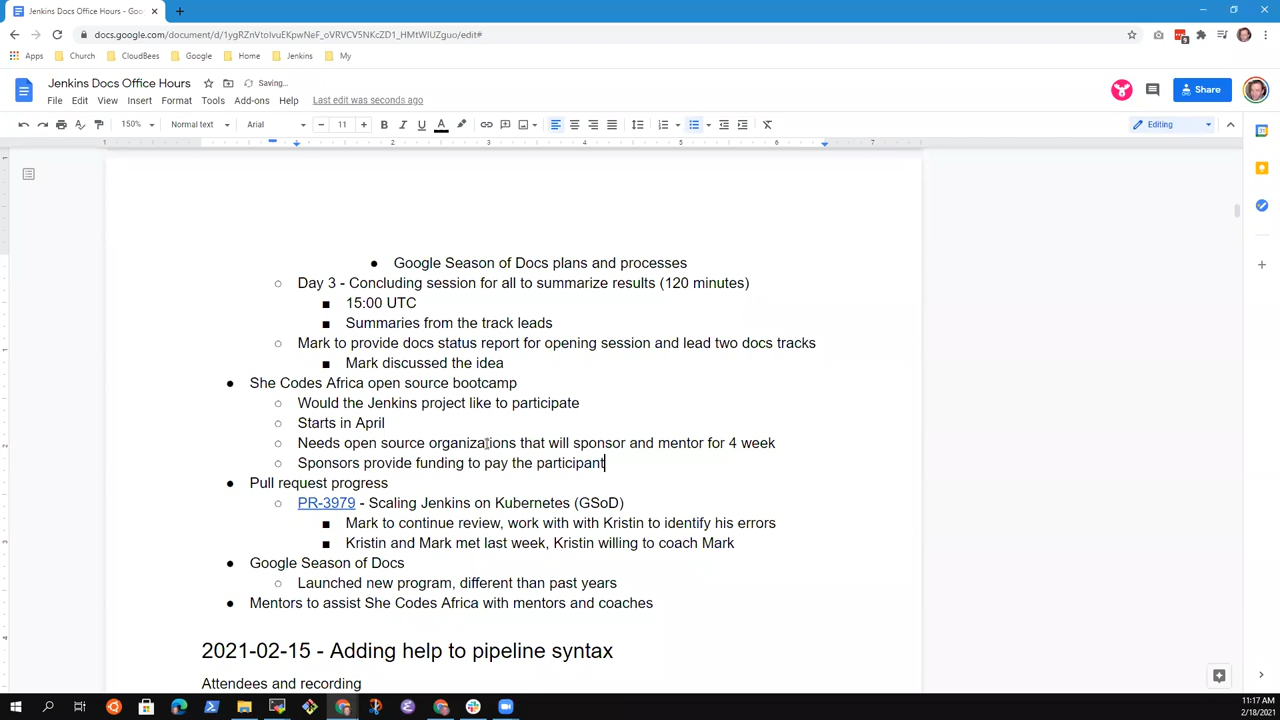 Jenkins Docs Office Hours - Goo
docs.google.com/document/d/1ygRZnVtoIvuEKpwNeF_oVRVCV5NKcZD1_HMtWIUZguo/edit#
Apps Church CloudBees Google Home Jenkins My
Jenkins Docs Office Hours
Saving...
File Edit View Insert Format Tools Add-ons Help Last edit was seconds ago
Share
150% Normal text Arial 11 Editing
1 2 3 4 5 6 7
Google Season of Docs plans and processes
Day 3 - Concluding session for all to summarize results (120 minutes)
15:00 UTC
Summaries from the track leads
Mark to provide docs status report for opening session and lead two docs tracks
Mark discussed the idea
She Codes Africa open source bootcamp
Would the Jenkins project like to participate
Starts in April
Needs open source organizations that will sponsor and mentor for 4 week
Sponsors provide funding to pay the participant
Pull request progress
PR-3979 - Scaling Jenkins on Kubernetes (GSoD)
Mark to continue review, work with with Kristin to identify his errors
Kristin and Mark met last week, Kristin willing to coach Mark
Google Season of Docs
Launched new program, different than past years
Mentors to assist She Codes Africa with mentors and coaches
2021-02-15 - Adding help to pipeline syntax
Attendees and recording
11:17 AM
2/18/2021